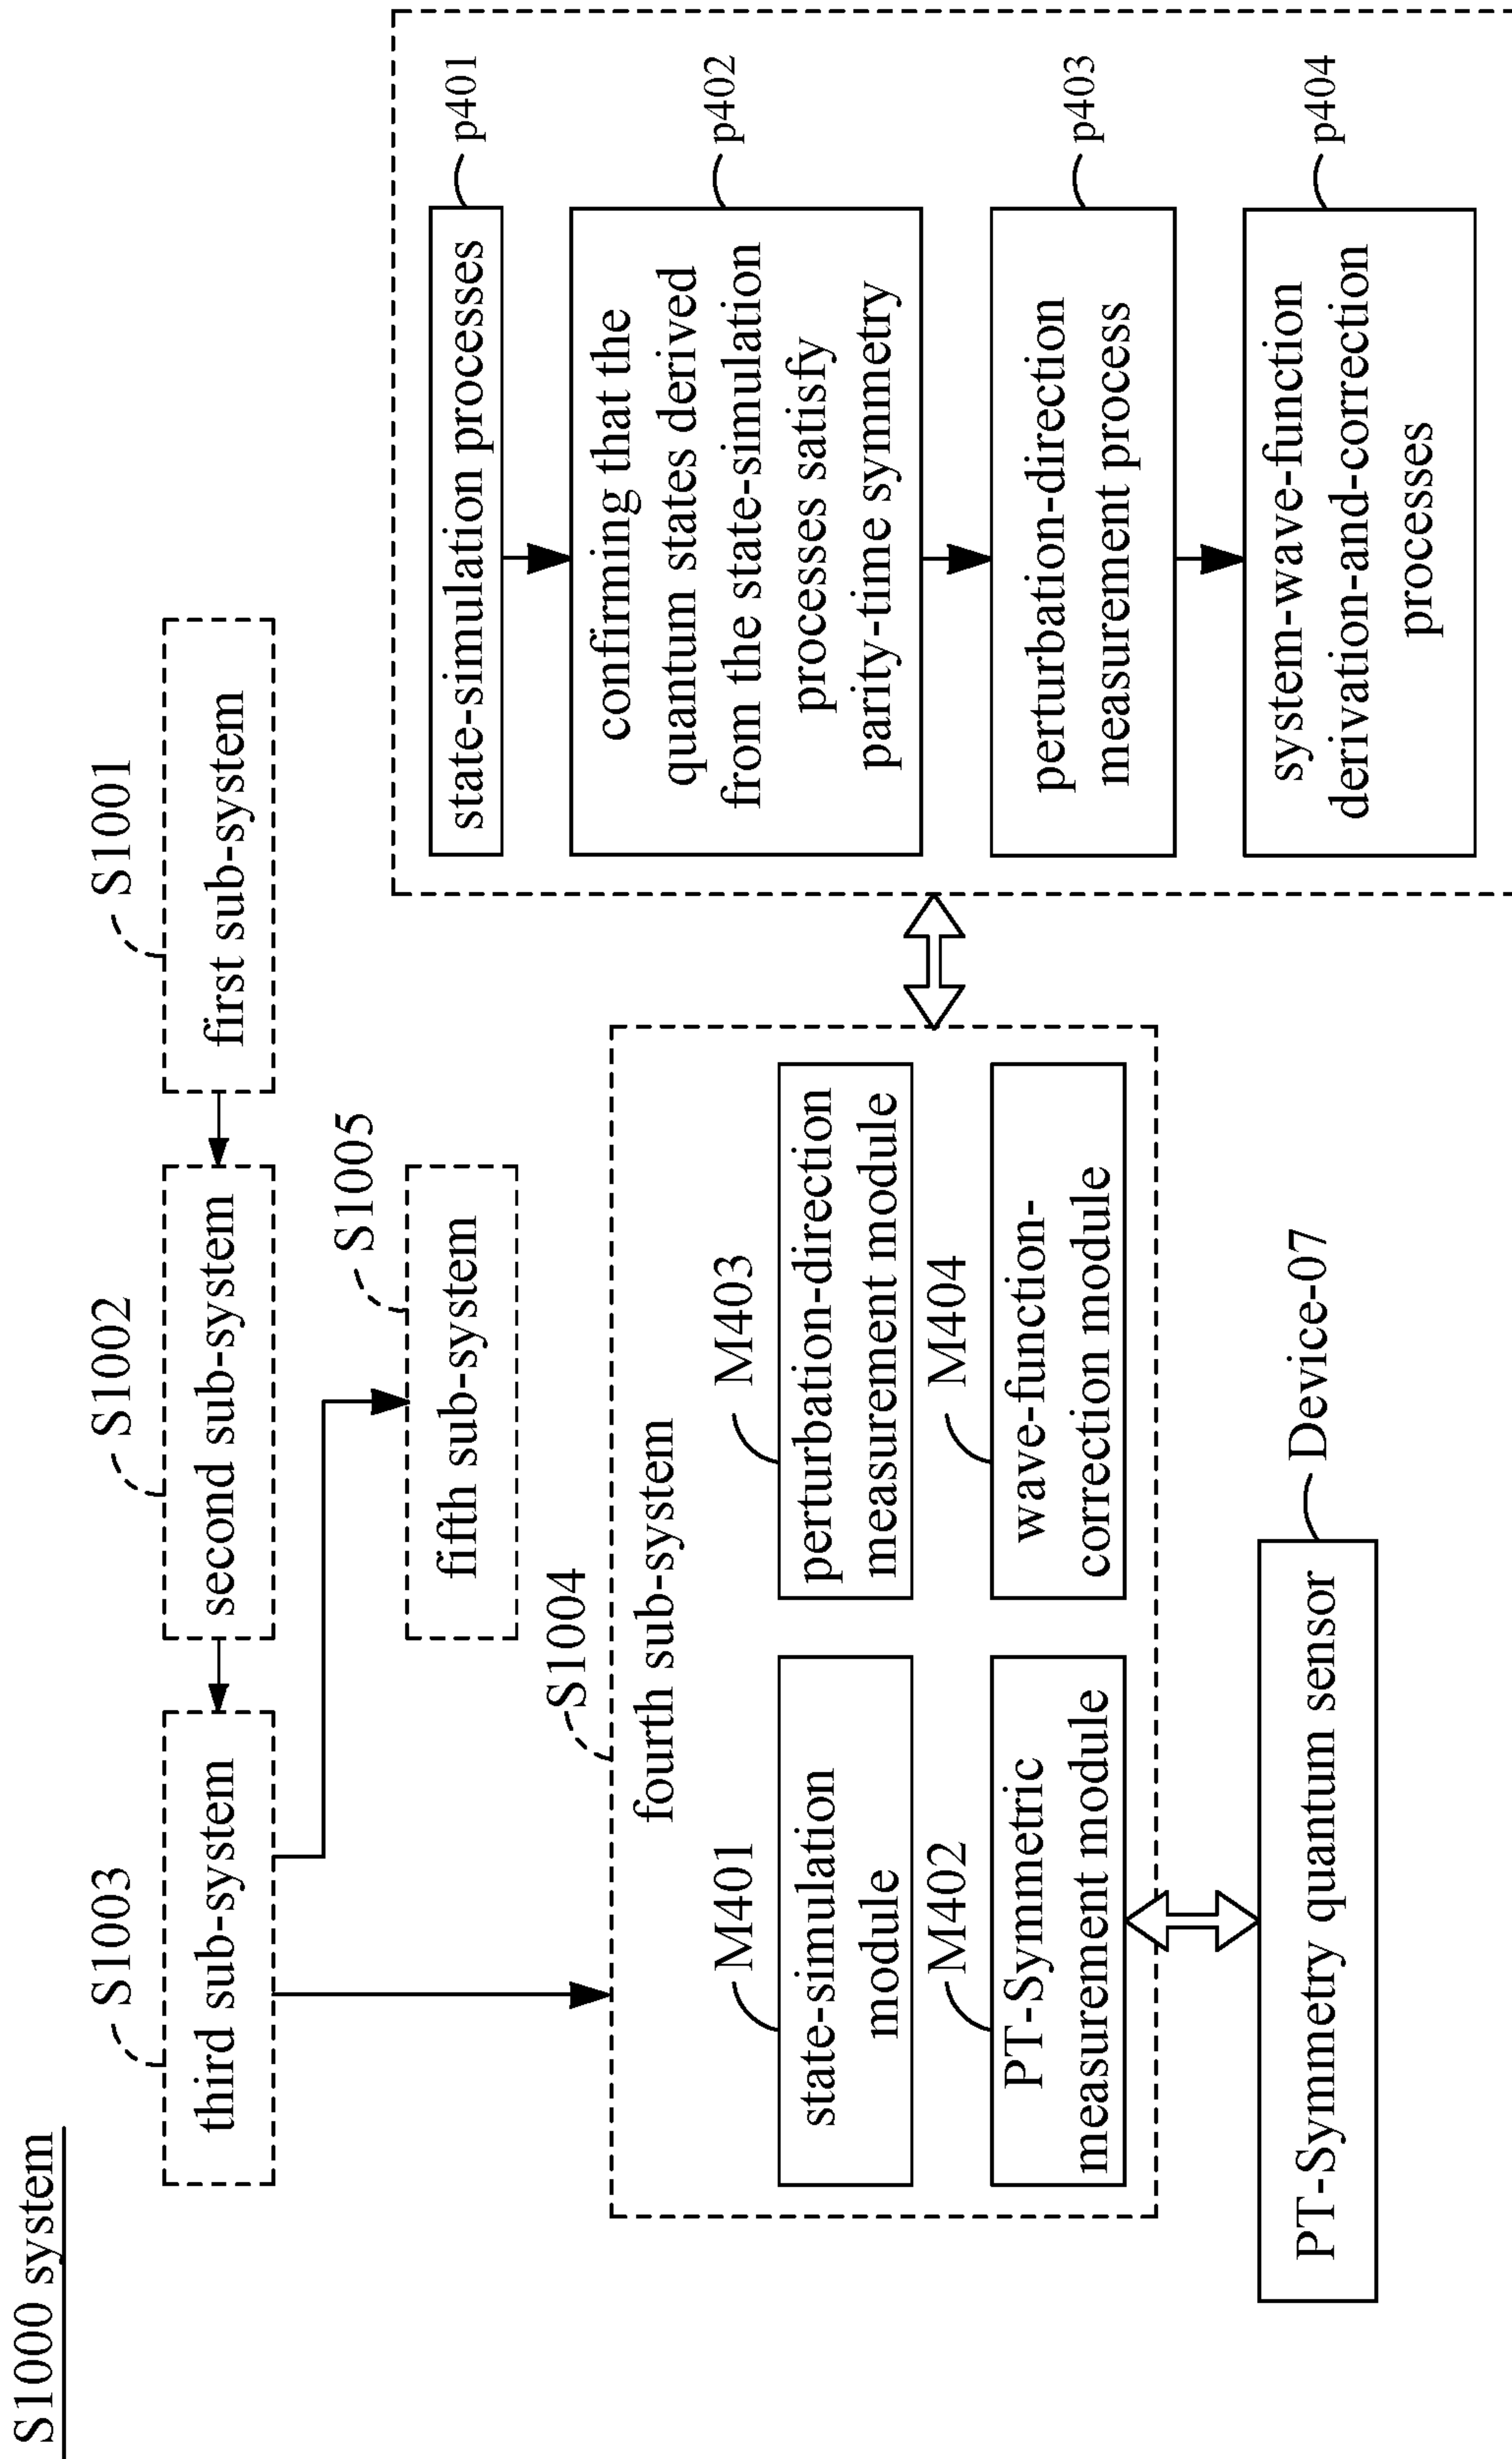 S1000 system
S1003
third sub-system
S1002
second sub-system
S1001
first sub-system
S1005
fifth sub-system
S1004
fourth sub-system
M401
state-simulation
module
M403
perturbation-direction
measurement module
M402
PT-Symmetric
measurement module
M404
wave-function-
correction module
Device-07
PT-Symmetry quantum sensor
p401
state-simulation processes
p402
confirming that the
quantum states derived
from the state-simulation
processes satisfy
parity-time symmetry
p403
perturbation-direction
measurement process
p404
system-wave-function
derivation-and-correction
processes